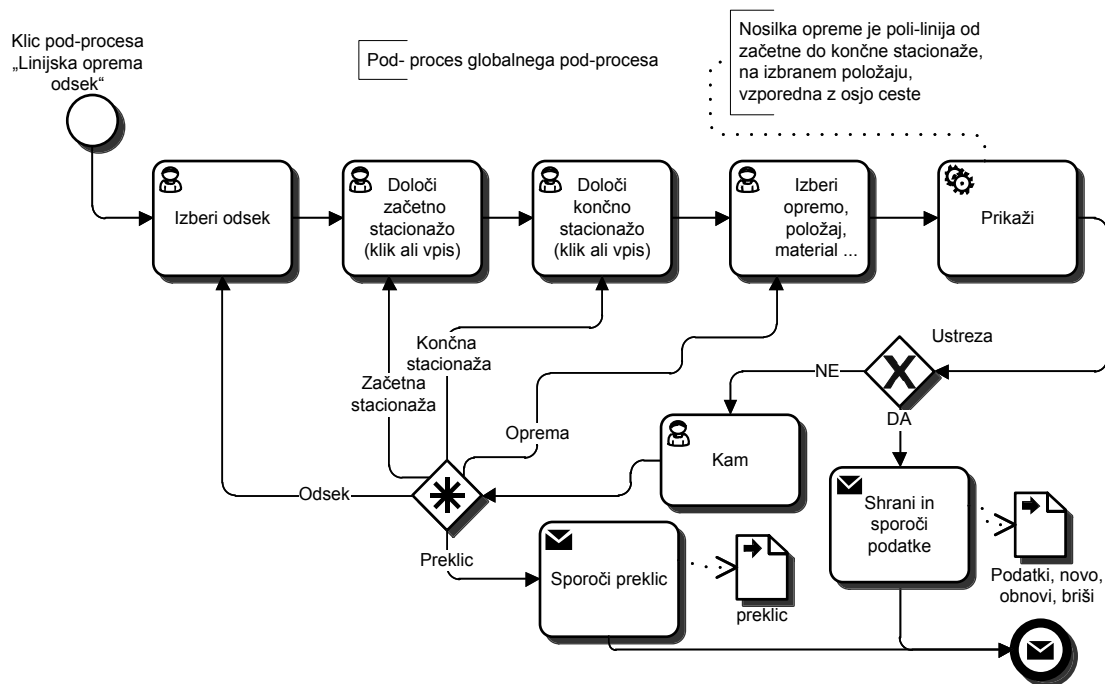 Klic pod-procesa
„Linijska oprema
odsek“
Pod- proces globalnega pod-procesa
Nosilka opreme je poli-linija od
začetne do končne stacionaže,
na izbranem položaju,
vzporedna z osjo ceste
Izberi odsek
Določi
začetno
stacionažo
(klik ali vpis)
Določi
končno
stacionažo
(klik ali vpis)
Izberi
opremo,
položaj,
material ...
Prikaži
Ustreza
NE
DA
Končna
stacionaža
Začetna
stacionaža
Oprema
Kam
Odsek
Preklic
Sporoči preklic
preklic
Shrani in
sporoči
podatke
Podatki, novo,
obnovi, briši